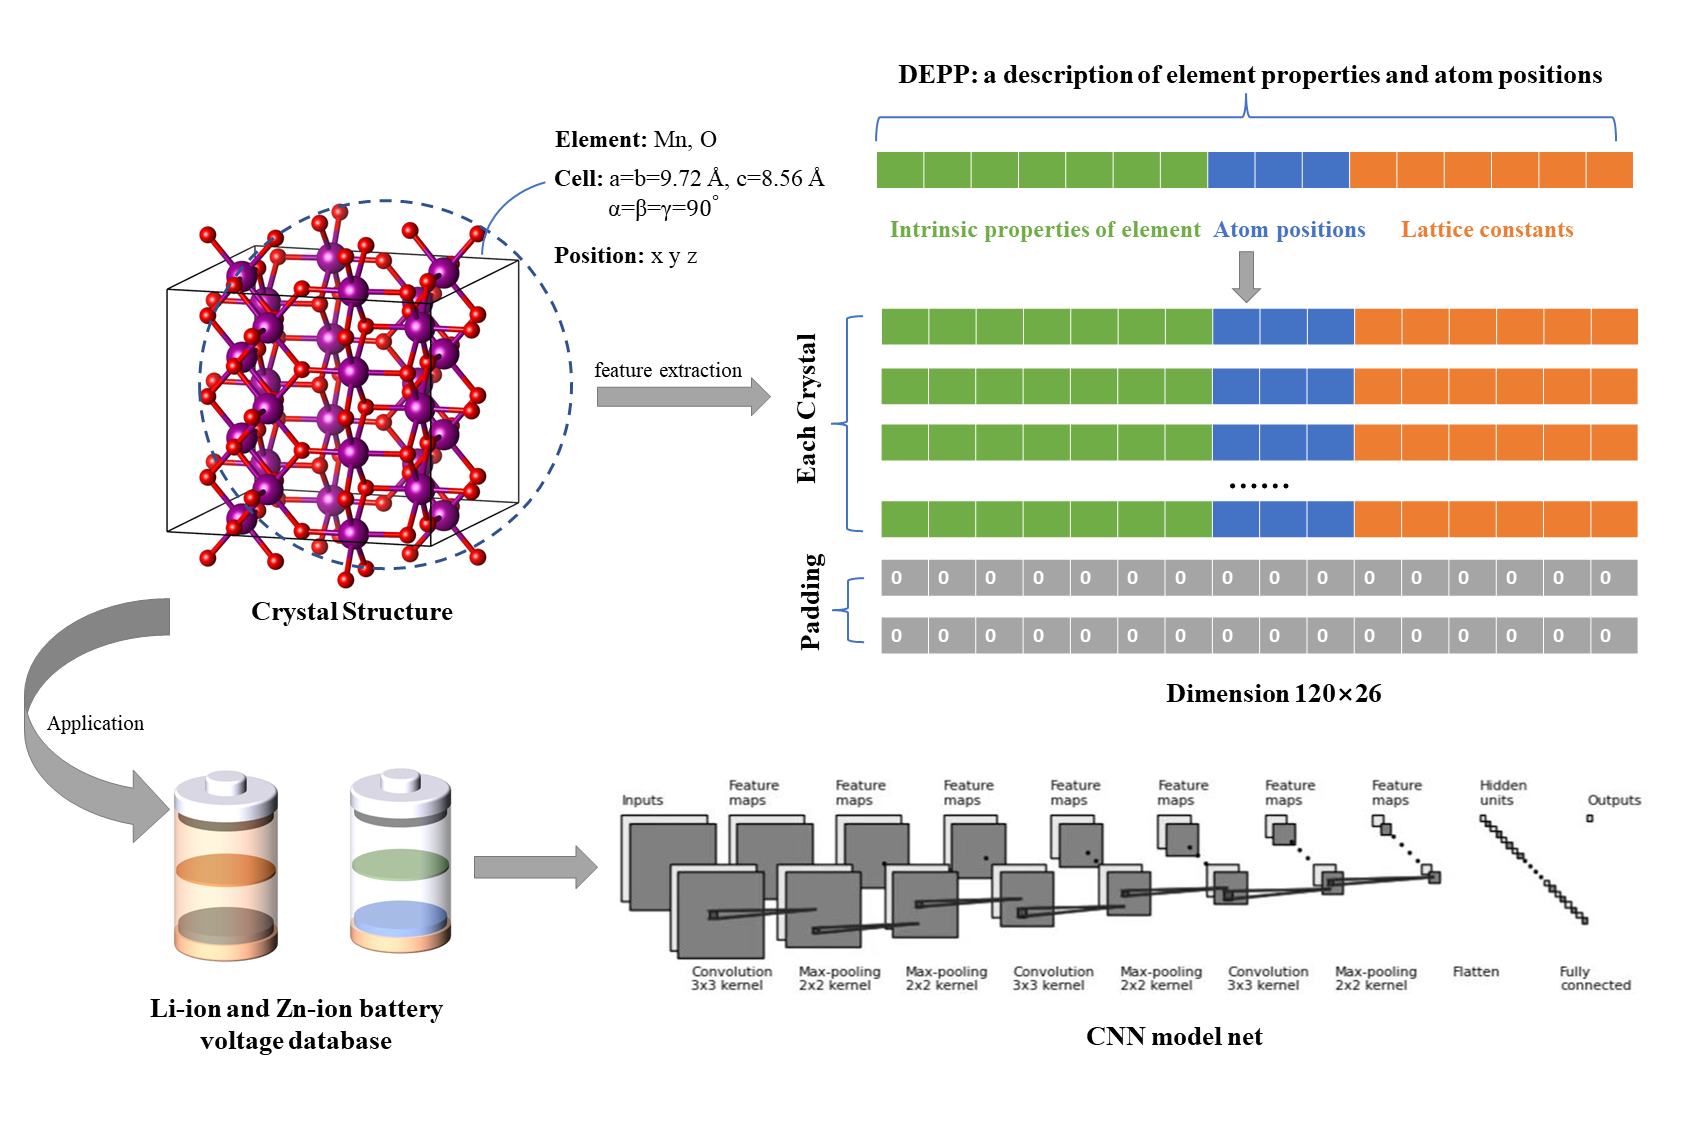 DEPP: a description of element properties and atom positions
Element: Mn, O
Cell: a=b=9.72 Å, c=8.56 Å
α=β=γ=90°
Position: x y z
Intrinsic properties of element Atom positions Lattice constants
feature extraction
Each Crystal
......
Padding
0 0 0 0 0 0 0 0 0 0 0 0 0 0 0 0
0 0 0 0 0 0 0 0 0 0 0 0 0 0 0 0
Dimension 120×26
Crystal Structure
Application
Li-ion and Zn-ion battery
voltage database
Inputs
Feature
maps
Feature
maps
Feature
maps
Feature
maps
Feature
maps
Feature
maps
Feature
maps
Hidden
units
Outputs
Convolution
3x3 kernel
Max-pooling
2x2 kernel
Max-pooling
2x2 kernel
Convolution
3x3 kernel
Max-pooling
2x2 kernel
Convolution
3x3 kernel
Max-pooling
2x2 kernel
Flatten
Fully
connected
CNN model net